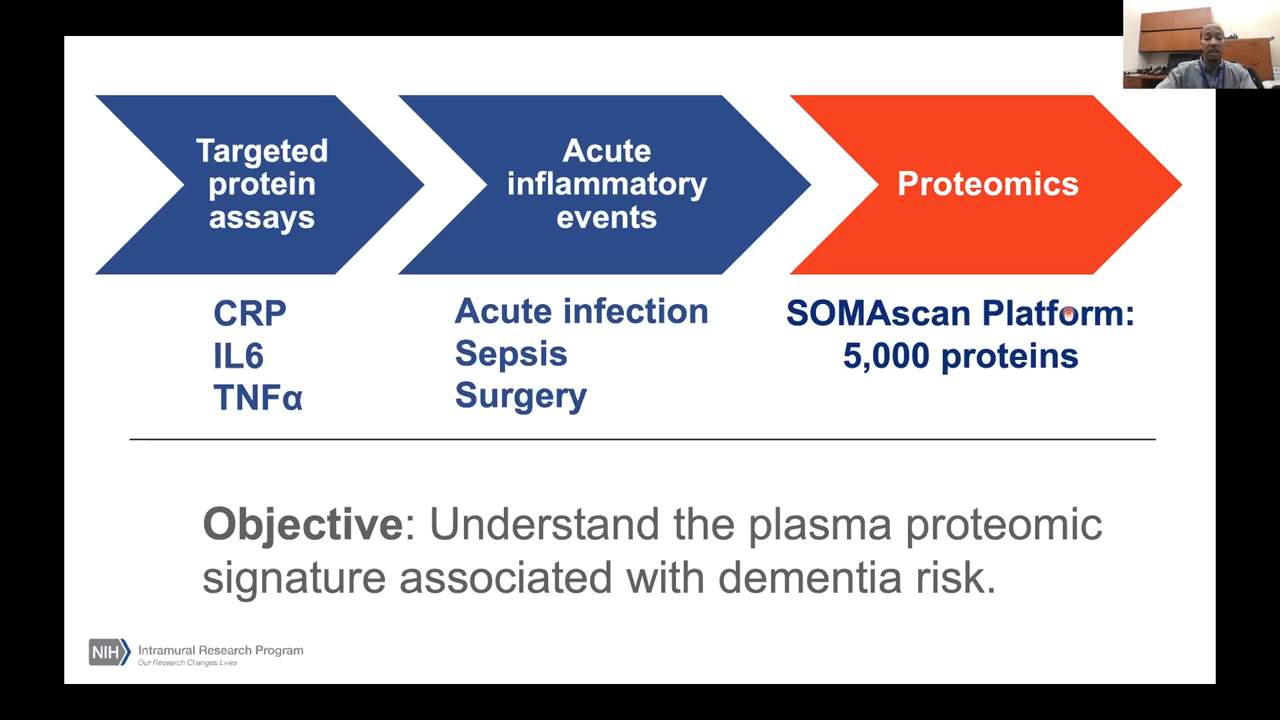 Targeted
protein
assays
Acute
inflammatory
events
Proteomics
CRP
IL6
TNFα
Acute infection
Sepsis
Surgery
SOMAscan Platform:
5,000 proteins
Objective: Understand the plasma proteomic
signature associated with dementia risk.
NIH
Intramural Research Program
Our Research Changes Lives